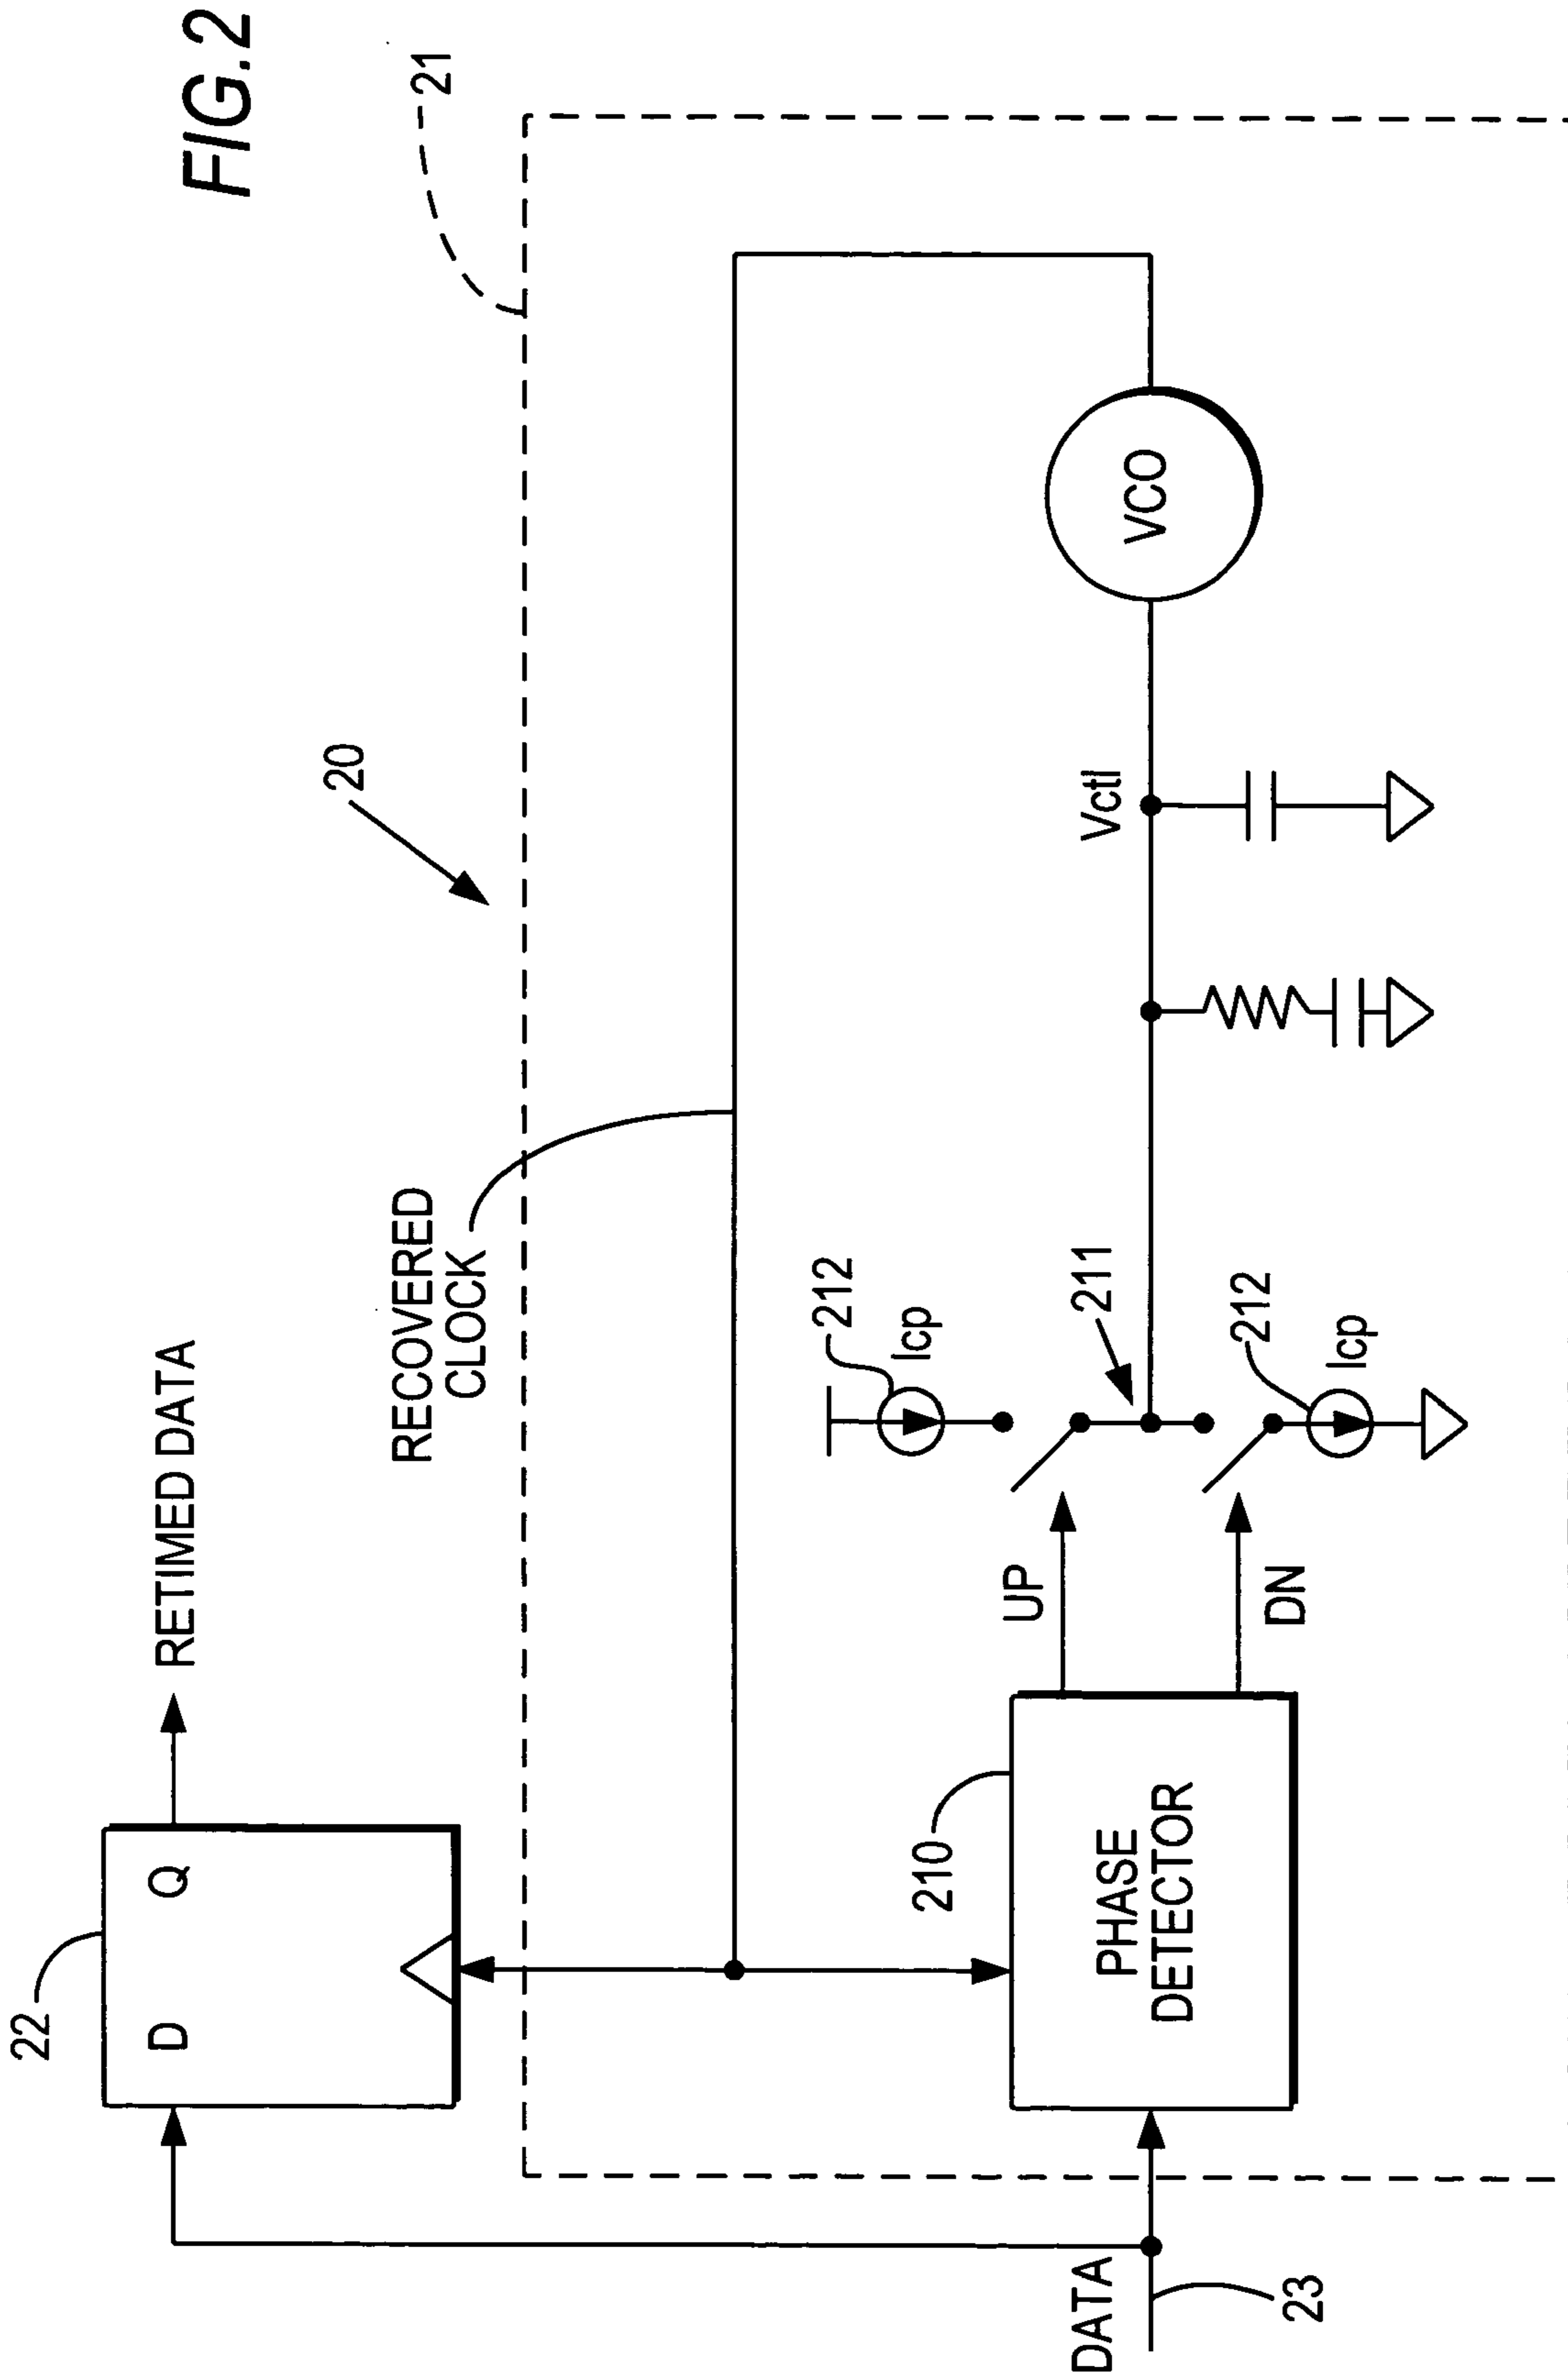 FIG.2
22
D
Q
RETIMED DATA
20
21
RECOVERED
CLOCK
212
Icp
210
UP
211
Vctl
VCO
DATA
PHASE
DETECTOR
DN
212
Icp
23